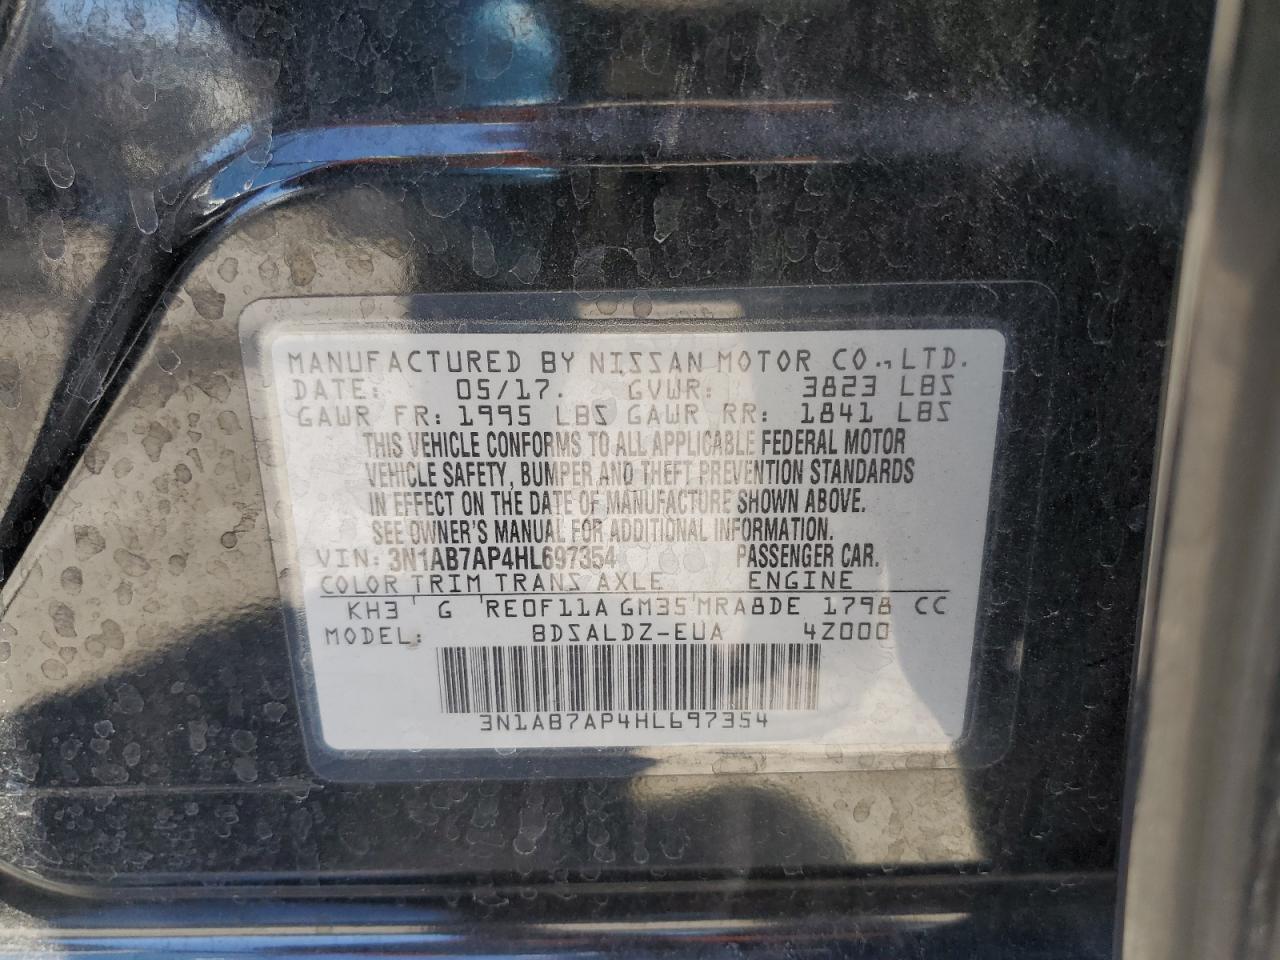 MANUFACTURED BY NISSAN MOTOR CO., LTD.
DATE: 05/17. GVWR: 3823 LBS
GAWR FR: 1995 LBS GAWR RR: 1841 LBS
THIS VEHICLE CONFORMS TO ALL APPLICABLE FEDERAL MOTOR
VEHICLE SAFETY, BUMPER AND THEFT PREVENTION STANDARDS
IN EFFECT ON THE DATE OF MANUFACTURE SHOWN ABOVE.
SEE OWNER'S MANUAL FOR ADDITIONAL INFORMATION.
VIN: 3N1AB7AP4HL697354 PASSENGER CAR.
COLOR TRIM TRANS AXLE ENGINE
KH3 G RE0F11A GM35 MRA8DE 1798 CC
MODEL: BDSALDZ-EUA 4Z000
3N1AB7AP4HL697354